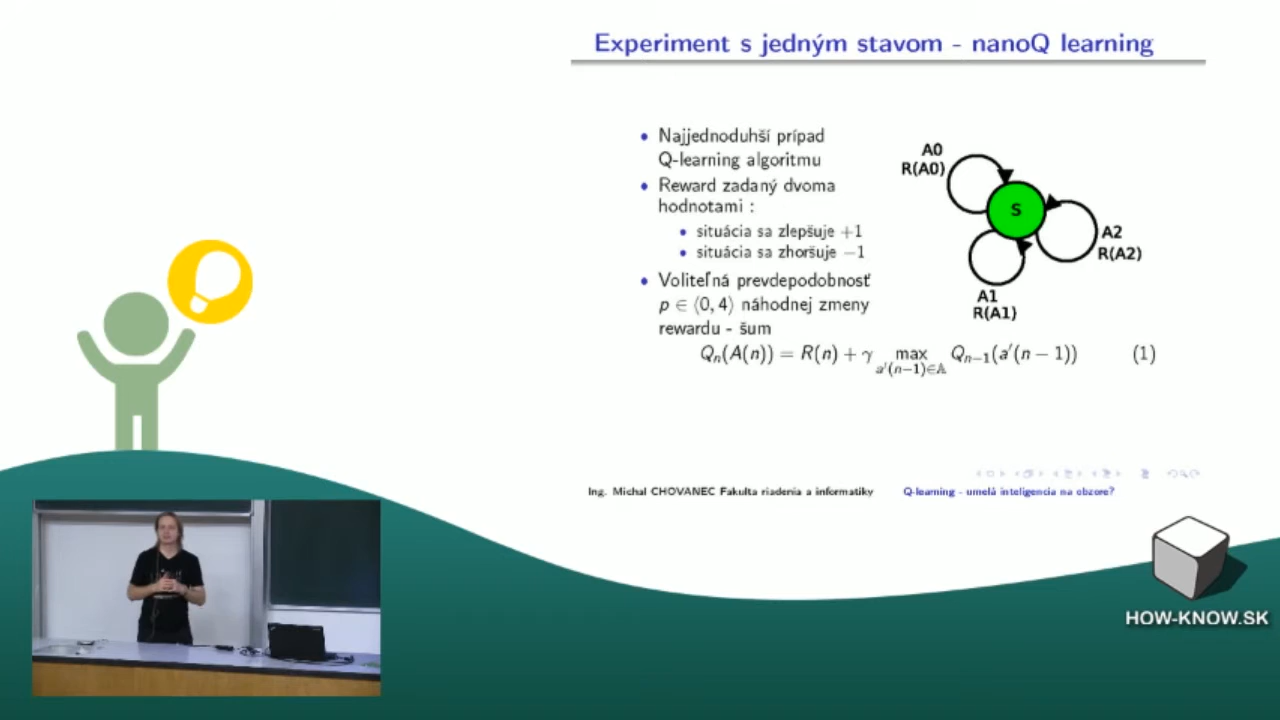 Experiment s jedným stavom - nanoQ learning
• Najjednoduhší prípad
Q-learning algoritmu
• Reward zadaný dvoma
hodnotami :
• situácia sa zlepšuje +1
• situácia sa zhoršuje −1
• Voliteľná prevdepodobnosť
p ∈ ⟨0, 4⟩ náhodnej zmeny
rewardu - šum
A0
R(A0)
S
A2
R(A2)
A1
R(A1)
Qₙ(A(n)) = R(n) + γ max Qₙ₋₁(a′(n − 1)) (1)
a′(n−1)∈𝔸
Ing. Michal CHOVANEC Fakulta riadenia a informatiky Q-learning - umelá inteligencia na obzore?
HOW-KNOW.SK